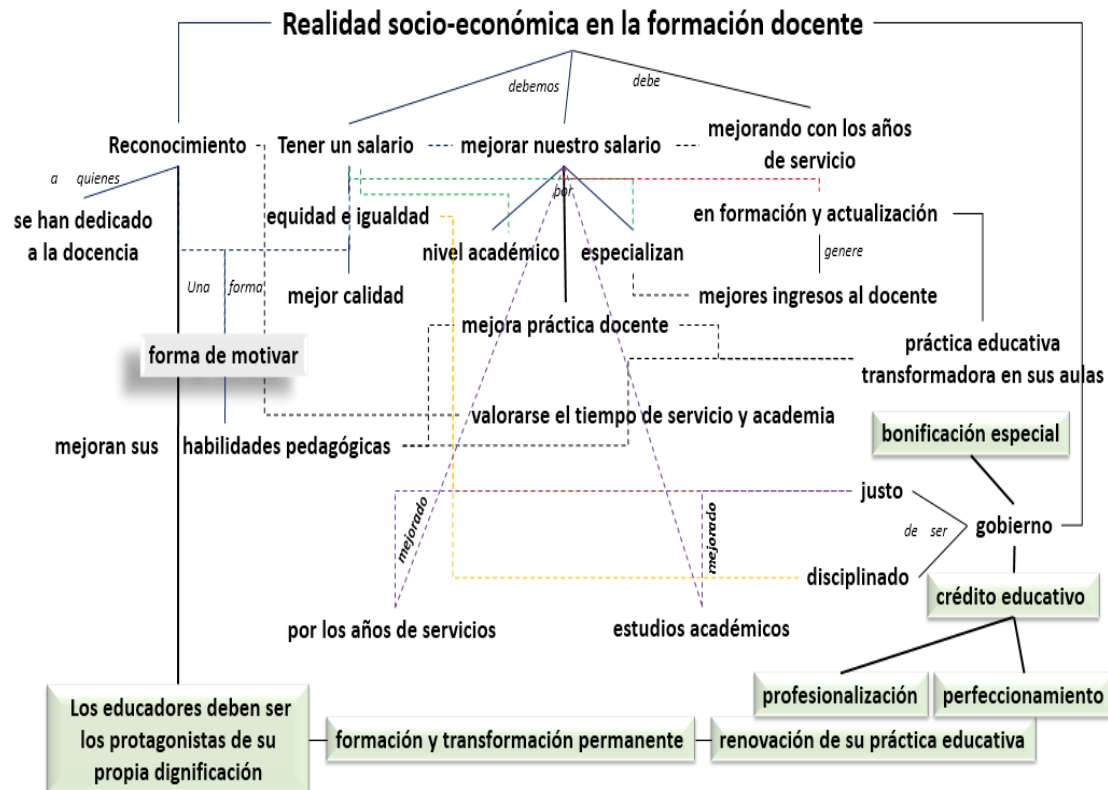 Realidad socio-económica en la formación docente
debemos
debe
Reconocimiento
Tener un salario
mejorar nuestro salario
mejorando con los años
de servicio
a quienes
por
se han dedicado
a la docencia
equidad e igualdad
en formación y actualización
nivel académico
especializan
genere
Una forma
mejor calidad
mejores ingresos al docente
mejora práctica docente
forma de motivar
práctica educativa
transformadora en sus aulas
valorarse el tiempo de servicio y academia
bonificación especial
mejoran sus
habilidades pedagógicas
justo
mejorado
mejorado
de ser
gobierno
disciplinado
crédito educativo
por los años de servicios
estudios académicos
profesionalización
perfeccionamiento
Los educadores deben ser
los protagonistas de su
propia dignificación
formación y transformación permanente
renovación de su práctica educativa